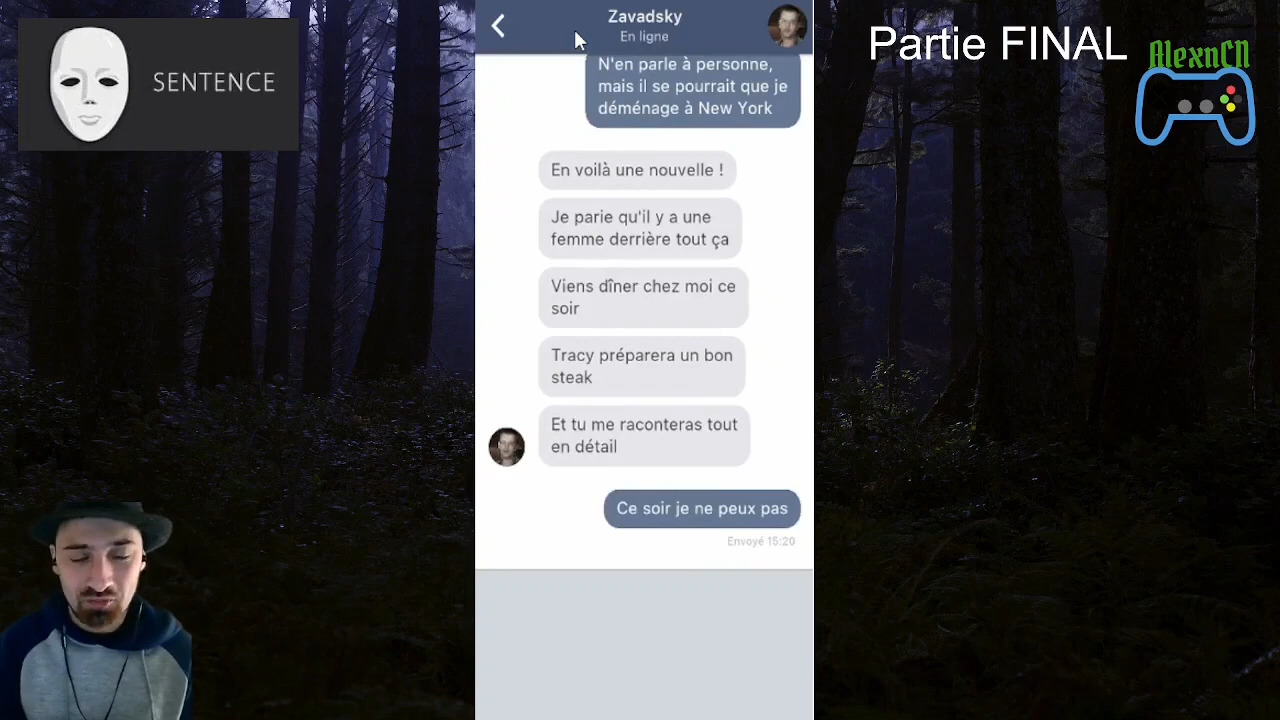 SENTENCE
Zavadsky
En ligne
N'en parle à personne,
mais il se pourrait que je
déménage à New York
En voilà une nouvelle !
Je parie qu'il y a une
femme derrière tout ça
Viens dîner chez moi ce
soir
Tracy préparera un bon
steak
Et tu me raconteras tout
en détail
Ce soir je ne peux pas
Envoyé 15:20
Partie FINAL
AlexnCN